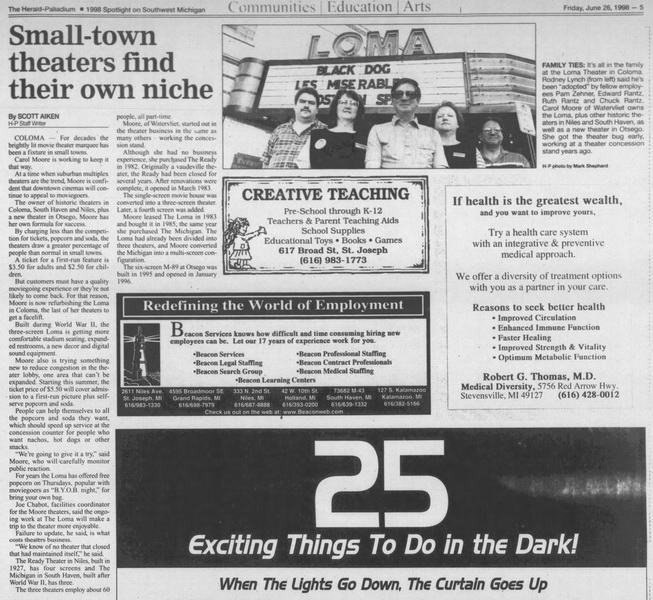 The Herald-Palladium ■ 1998 Spotlight on Southwest Michigan
Communities | Education | Arts
Friday, June 26, 1998 — 5
Small-town
theaters find
their own niche
By SCOTT AIKEN
H-P Staff Writer
COLOMA — For decades the
brightly lit movie theater marquee has
been a fixture in small towns.
Carol Moore is working to keep it
that way.
At a time when suburban multiplex
theaters are the trend, Moore is confi-
dent that downtown cinemas will con-
tinue to appeal to moviegoers.
The owner of historic theaters in
Coloma, South Haven and Niles, plus
a new theater in Otsego, Moore has
her own formula for success.
By charging less than the competi-
tion for tickets, popcorn and soda, the
theaters draw a greater percentage of
people than normal in small towns.
A ticket for a first-run feature is
$3.50 for adults and $2.50 for chil-
dren.
But customers must have a quality
moviegoing experience or they're not
likely to come back. For that reason,
Moore is now refurbishing the Loma
in Coloma, the last of her theaters to
get a facelift.
Built during World War II, the
three-screen Loma is getting more
comfortable stadium seating, expand-
ed restrooms, a new decor and digital
sound equipment.
Moore also is trying something
new to reduce congestion in the the-
ater lobby, one area that can't be
expanded. Starting this summer, the
ticket price of $5.50 will cover admis-
sion to a first-run picture plus self-
serve popcorn and soda.
People can help themselves to all
the popcorn and soda they want,
which should speed up service at the
concession counter for people who
want nachos, hot dogs or other
snacks.
"We're going to give it a try," said
Moore, who will carefully monitor
public reaction.
For years the Loma has offered free
popcorn on Thursdays, popular with
moviegoers as "B.Y.O.B. night," for
bring your own bag.
Joe Chabot, facilities coordinator
for the Moore theaters, said the ongo-
ing work at The Loma will make a
trip to the theater more enjoyable.
Failure to update, he said, is what
costs theaters business.
"We know of no theater that closed
that had maintained itself," he said.
The Ready Theater in Niles, built in
1927, has four screens and The
Michigan in South Haven, built after
World War II, has three.
The three theaters employ about 60
people, all part-time.
Moore, of Watervliet, started out in
the theater business in the same as
many others - working the conces-
sion stand.
Although she had no business
experience, she purchased The Ready
in 1982. Originally a vaudeville the-
ater, the Ready had been closed for
several years. After renovations were
complete, it opened in March 1983.
The single-screen movie house was
converted into a three-screen theater.
Later, a fourth screen was added.
Moore leased The Loma in 1983
and bought it in 1985, the same year
she purchased The Michigan. The
Loma had already been divided into
three theaters, and Moore converted
the Michigan into a multi-screen con-
figuration.
The six-screen M-89 at Otsego was
built in 1995 and opened in January
1996.
LOMA
BLACK DOG
LES MISERABLE
FAMILY TIES: It's all in the family
at the Loma Theater in Coloma.
Rodney Lynch (from left) said he's
been "adopted" by fellow employ-
ees Pam Zehner, Edward Rantz,
Ruth Rantz and Chuck Rantz.
Carol Moore of Watervliet owns
the Loma, plus other historic the-
aters in Niles and South Haven, as
well as a new theater in Otsego.
She got the theater bug early,
working at a theater concession
stand years ago.
H-P photo by Mark Shephard
CREATIVE TEACHING
Pre-School through K-12
Teachers & Parent Teaching Aids
School Supplies
Educational Toys • Books • Games
617 Broad St, St. Joseph
(616) 983-1773
Redefining the World of Employment
Beacon Services knows how difficult and time consuming hiring new
employees can be. Let our 17 years of experience work for you.
•Beacon Services
•Beacon Legal Staffing
•Beacon Search Group
•Beacon Professional Staffing
•Beacon Contract Professionals
•Beacon Medical Staffing
•Beacon Learning Centers
2611 Niles Ave.
St. Joseph, MI
616/983-1330
4595 Broadmoor SE
Grand Rapids, MI
616/698-7979
333 N. 2nd St.
Niles, MI
616/687-8888
42 W. 10th St.
Holland, MI
616/393-0200
73682 M-43
South Haven, MI
616/639-1332
127 S. Kalamazoo
Kalamazoo, MI
616/382-5166
Check us out on the web at: www.Beaconweb.com
If health is the greatest wealth,
and you want to improve yours,
Try a health care system
with an integrative & preventive
medical approach.
We offer a diversity of treatment options
with you as a partner in your care.
Reasons to seek better health
• Improved Circulation
• Enhanced Immune Function
• Faster Healing
• Improved Strength & Vitality
• Optimum Metabolic Function
Robert G. Thomas, M.D.
Medical Diversity, 5756 Red Arrow Hwy,
Stevensville, MI 49127 (616) 428-0012
25
Exciting Things To Do in the Dark!
When The Lights Go Down, The Curtain Goes Up